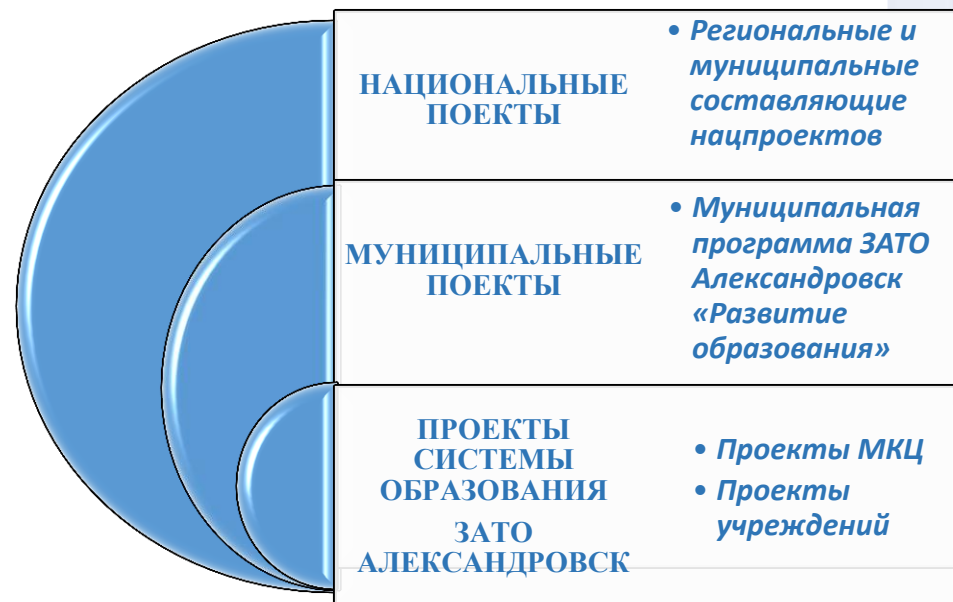 НАЦИОНАЛЬНЫЕ
ПОЕКТЫ
• Региональные и
муниципальные
составляющие
нацпроектов
МУНИЦИПАЛЬНЫЕ
ПОЕКТЫ
• Муниципальная
программа ЗАТО
Александровск
«Развитие
образования»
ПРОЕКТЫ
СИСТЕМЫ
ОБРАЗОВАНИЯ
ЗАТО
АЛЕКСАНДРОВСК
• Проекты МКЦ
• Проекты
учреждений